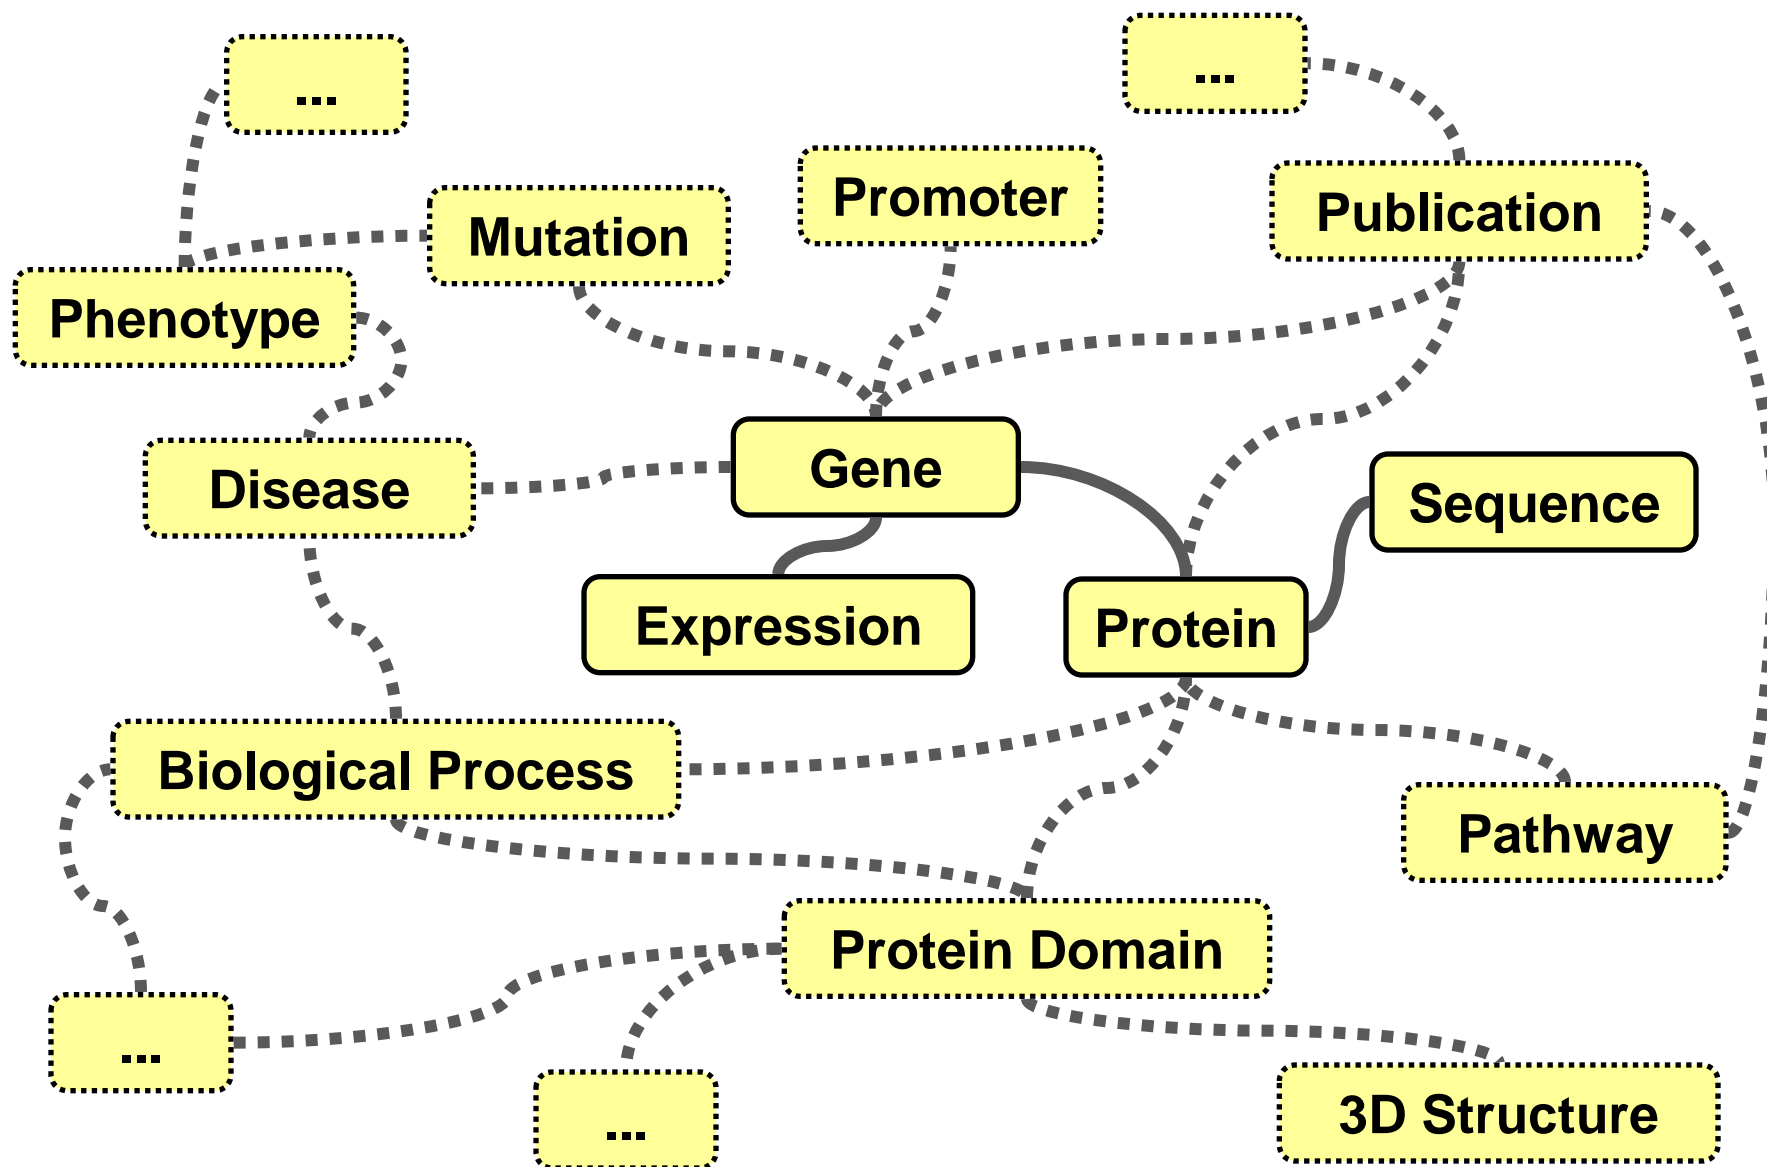 ...
...
Promoter
Publication
Mutation
Phenotype
Gene
Disease
Sequence
Expression
Protein
Biological Process
Pathway
Protein Domain
...
...
3D Structure